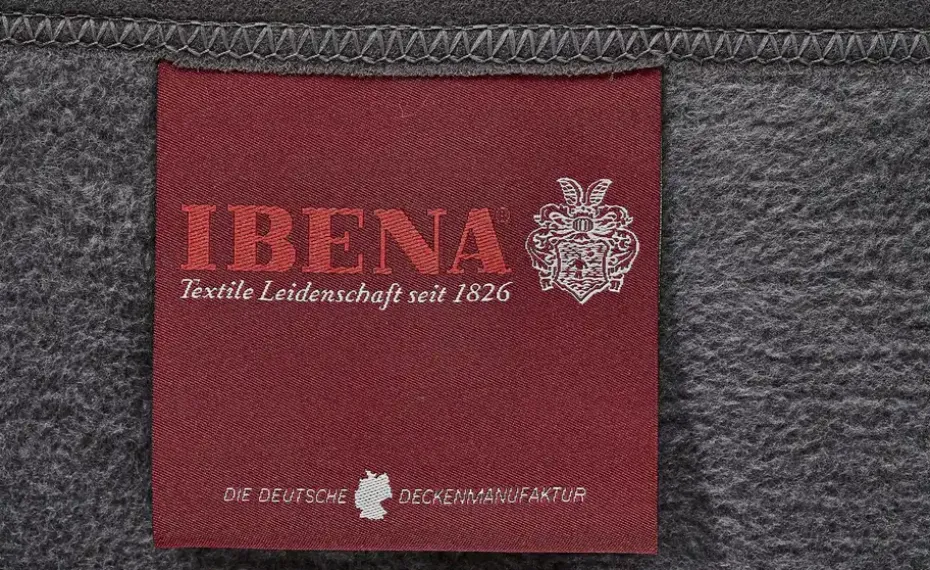 IBENA®
Textile Leidenschaft seit 1826
DIE DEUTSCHE DECKENMANUFAKTUR